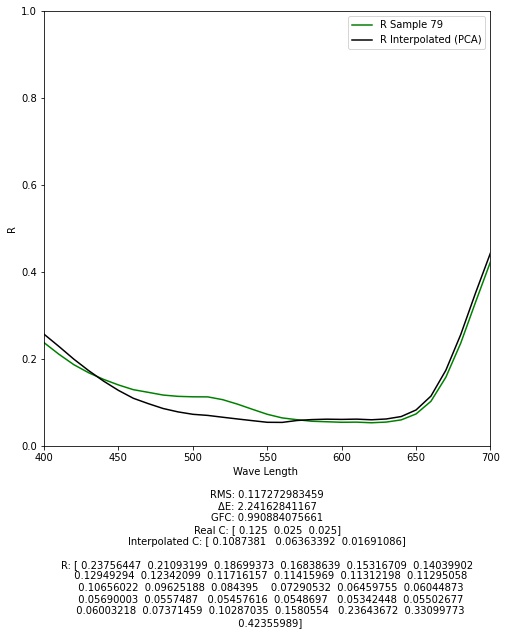 1.0
R Sample 79
R Interpolated (PCA)
0.8
0.6
R
0.4
0.2
0.0
400 450 500 550 600 650 700
Wave Length
RMS: 0.117272983459
ΔE: 2.24162841167
GFC: 0.990884075661
Real C: [ 0.125 0.025 0.025]
Interpolated C: [ 0.1087381 0.06363392 0.01691086]
R: [ 0.23756447 0.21093199 0.18699373 0.16838639 0.15316709 0.14039902
0.12949294 0.12342099 0.11716157 0.11415969 0.11312198 0.11295058
0.10656022 0.09625188 0.084395 0.07290532 0.06459755 0.06044873
0.05690003 0.0557487 0.05457616 0.0548697 0.05342448 0.05502677
0.06003218 0.07371459 0.10287035 0.1580554 0.23643672 0.33099773
0.42355989]